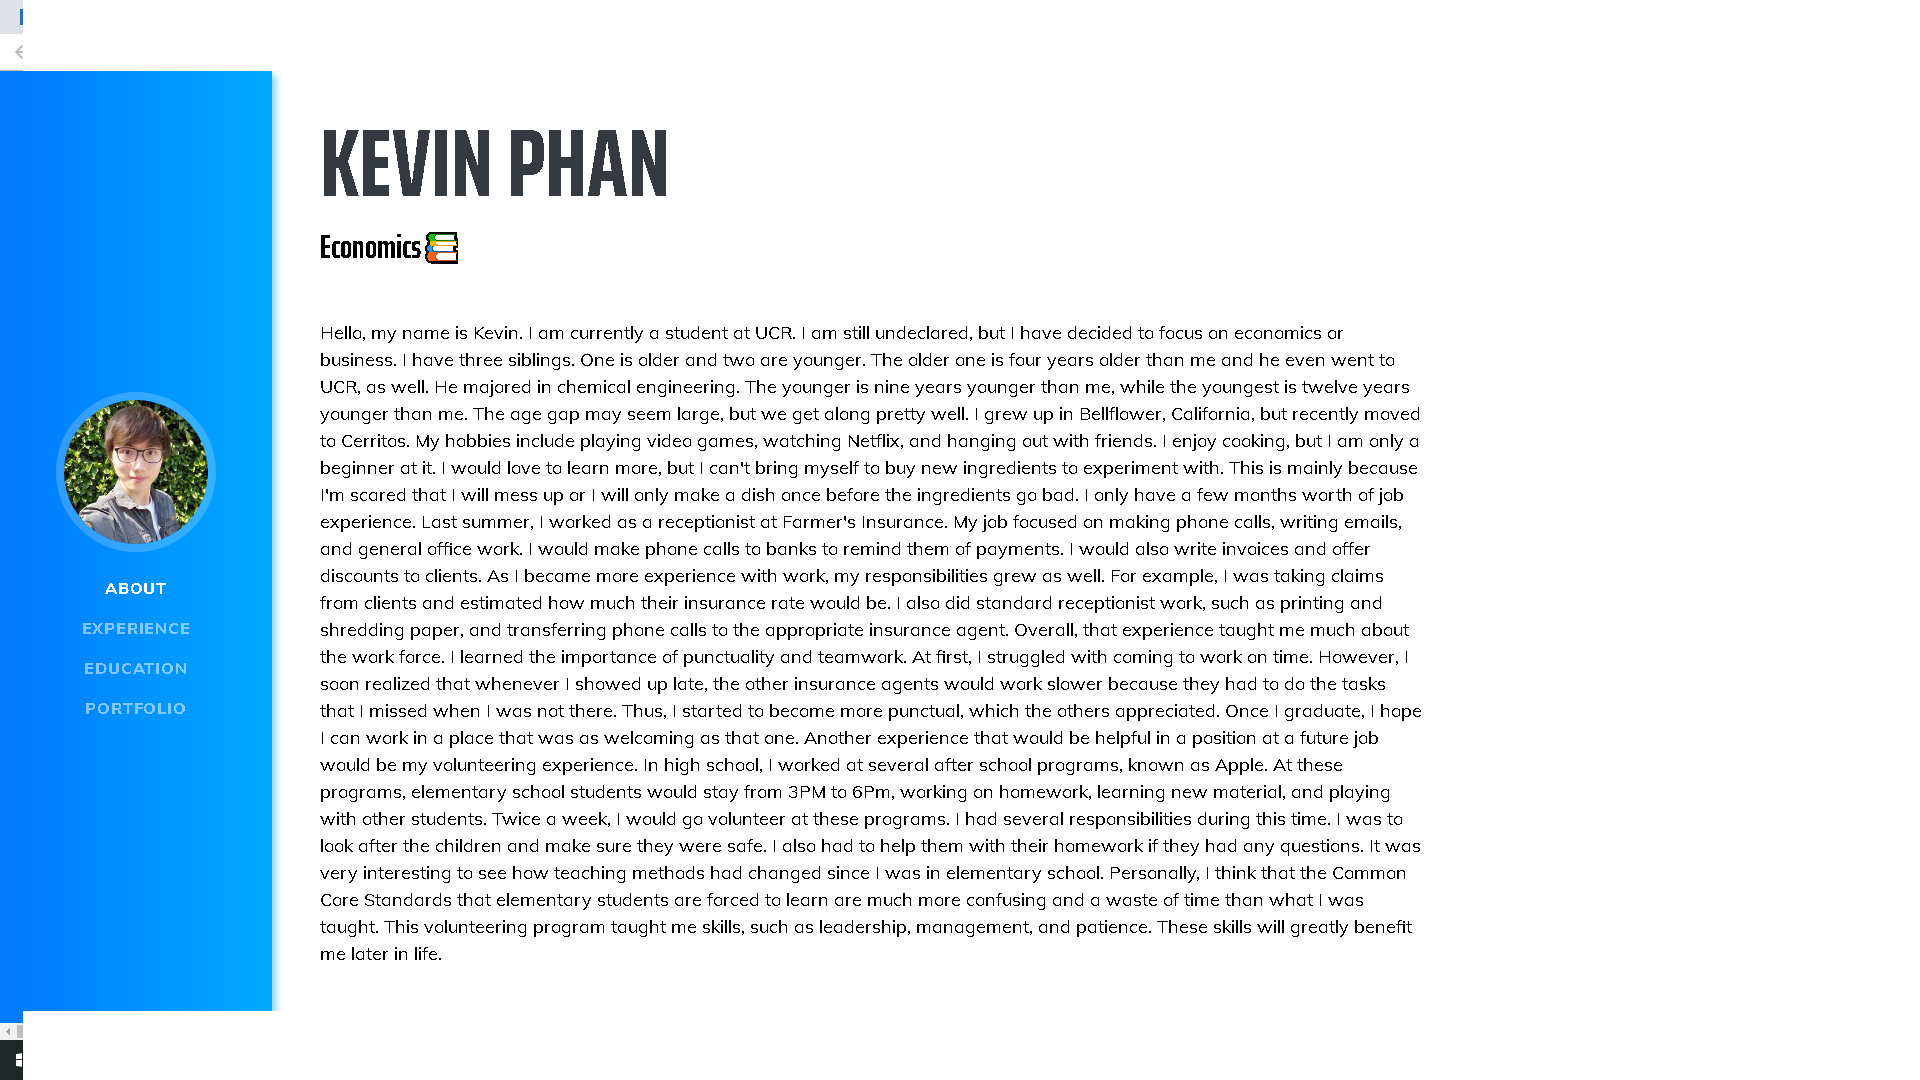 KEVIN PHAN
Economics
Hello, my name is Kevin. I am currently a student at UCR. I am still undeclared, but I have decided to focus on economics or
business. I have three siblings. One is older and two are younger. The older one is four years older than me and he even went to
UCR, as well. He majored in chemical engineering. The younger is nine years younger than me, while the youngest is twelve years
younger than me. The age gap may seem large, but we get along pretty well. I grew up in Bellflower, California, but recently moved
to Cerritos. My hobbies include playing video games, watching Netflix, and hanging out with friends. I enjoy cooking, but I am only a
beginner at it. I would love to learn more, but I can't bring myself to buy new ingredients to experiment with. This is mainly because
I'm scared that I will mess up or I will only make a dish once before the ingredients go bad. I only have a few months worth of job
experience. Last summer, I worked as a receptionist at Farmer's Insurance. My job focused on making phone calls, writing emails,
and general office work. I would make phone calls to banks to remind them of payments. I would also write invoices and offer
discounts to clients. As I became more experience with work, my responsibilities grew as well. For example, I was taking claims
from clients and estimated how much their insurance rate would be. I also did standard receptionist work, such as printing and
shredding paper, and transferring phone calls to the appropriate insurance agent. Overall, that experience taught me much about
the work force. I learned the importance of punctuality and teamwork. At first, I struggled with coming to work on time. However, I
soon realized that whenever I showed up late, the other insurance agents would work slower because they had to do the tasks
that I missed when I was not there. Thus, I started to become more punctual, which the others appreciated. Once I graduate, I hope
I can work in a place that was as welcoming as that one. Another experience that would be helpful in a position at a future job
would be my volunteering experience. In high school, I worked at several after school programs, known as Apple. At these
programs, elementary school students would stay from 3PM to 6Pm, working on homework, learning new material, and playing
with other students. Twice a week, I would go volunteer at these programs. I had several responsibilities during this time. I was to
look after the children and make sure they were safe. I also had to help them with their homework if they had any questions. It was
very interesting to see how teaching methods had changed since I was in elementary school. Personally, I think that the Common
Core Standards that elementary students are forced to learn are much more confusing and a waste of time than what I was
taught. This volunteering program taught me skills, such as leadership, management, and patience. These skills will greatly benefit
me later in life.
ABOUT
EXPERIENCE
EDUCATION
PORTFOLIO